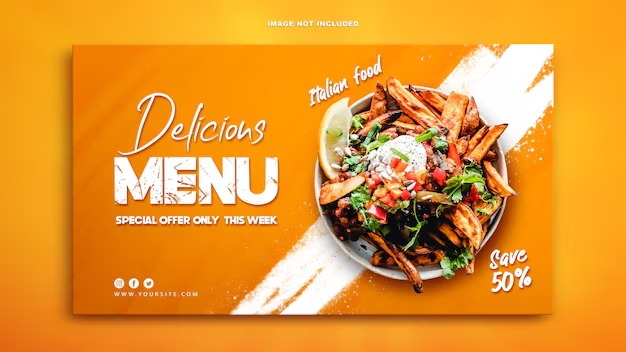 IMAGE NOT INCLUDED
Italian food
Delicious
MENU
SPECIAL OFFER ONLY THIS WEEK
Save
50%
WWW.YOURSITE.COM